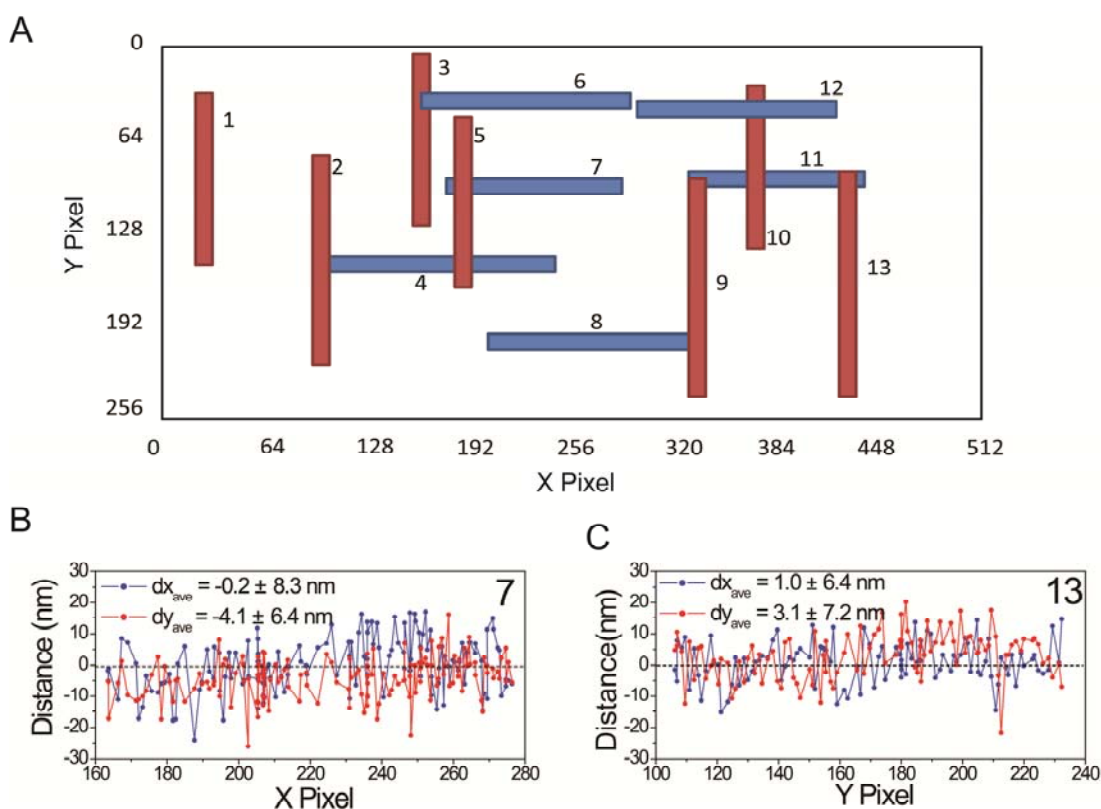 A
0
3
6
12
1
5
64
2
7
11
128
10
4
9
13
192
8
256
0 64 128 192 256 320 384 448 512
Y Pixel
X Pixel
B
30
20
10
0
-10
-20
-30
Distance (nm)
dxave = -0.2 ± 8.3 nm
dyave = -4.1 ± 6.4 nm
7
160 180 200 220 240 260 280
X Pixel
C
30
20
10
0
-10
-20
-30
Distance(nm)
dxave = 1.0 ± 6.4 nm
dyave = 3.1 ± 7.2 nm
13
100 120 140 160 180 200 220 240
Y Pixel